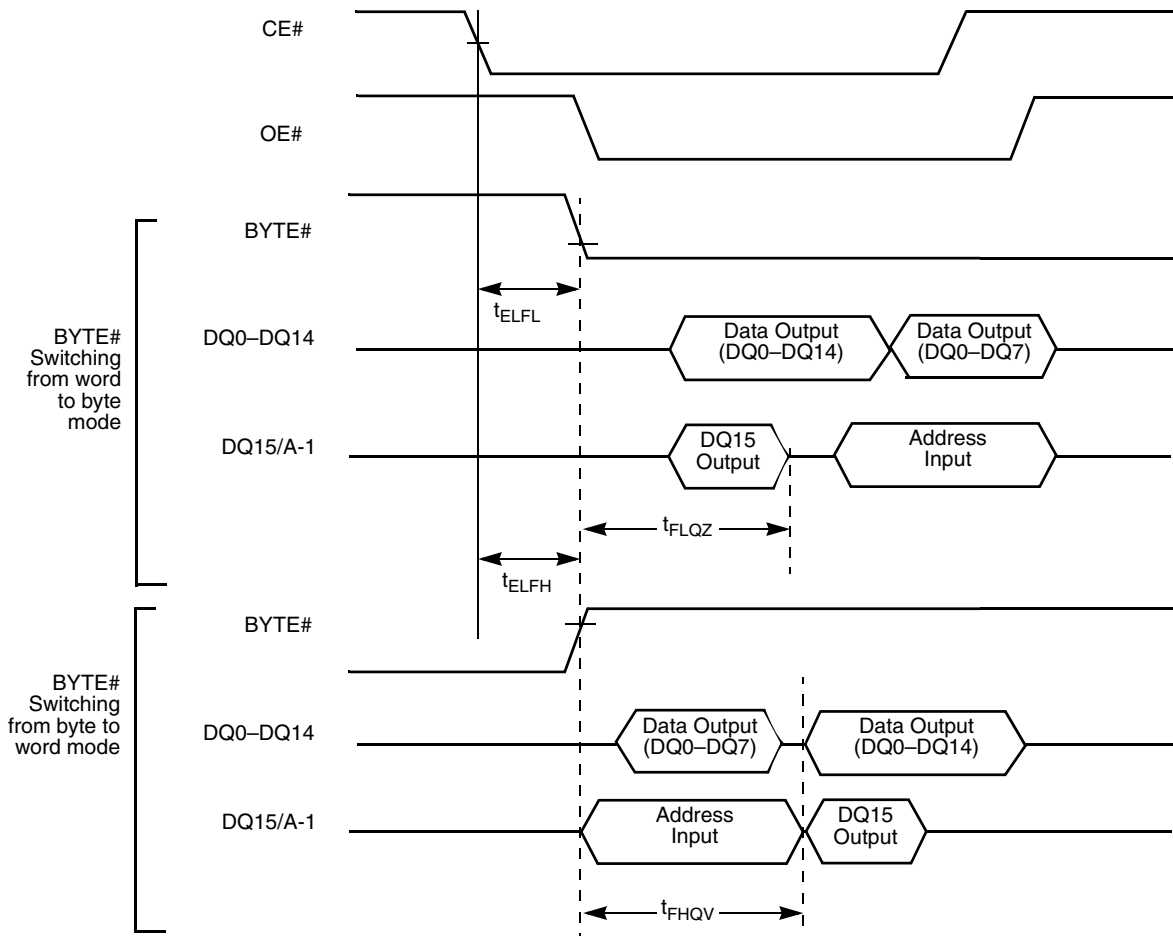 CE#
OE#
BYTE#
tELFL
BYTE#
Switching
from word
to byte
mode
DQ0–DQ14
Data Output
(DQ0–DQ14)
Data Output
(DQ0–DQ7)
DQ15/A-1
DQ15
Output
Address
Input
tFLQZ
tELFH
BYTE#
BYTE#
Switching
from byte to
word mode
DQ0–DQ14
Data Output
(DQ0–DQ7)
Data Output
(DQ0–DQ14)
DQ15/A-1
Address
Input
DQ15
Output
tFHQV